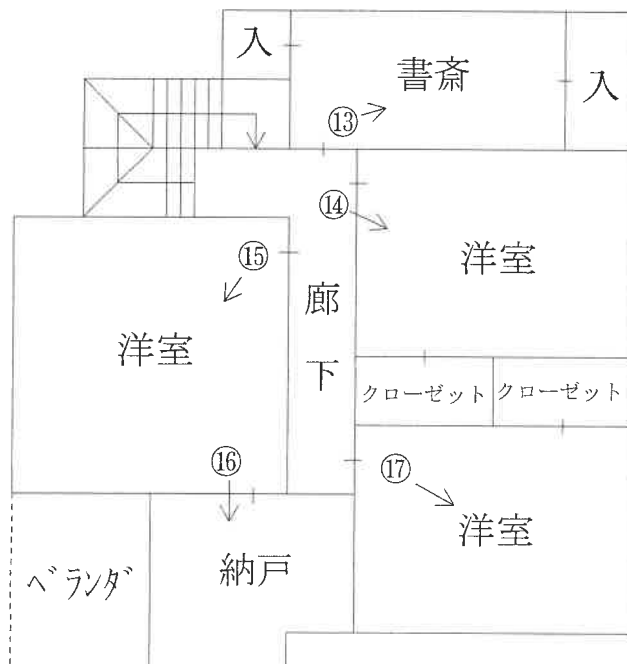 入
書斎
入
⑬
⑭
洋室
⑮
洋室
廊下
クローゼット
クローゼット
⑯
⑰
洋室
ベランダ
納戸